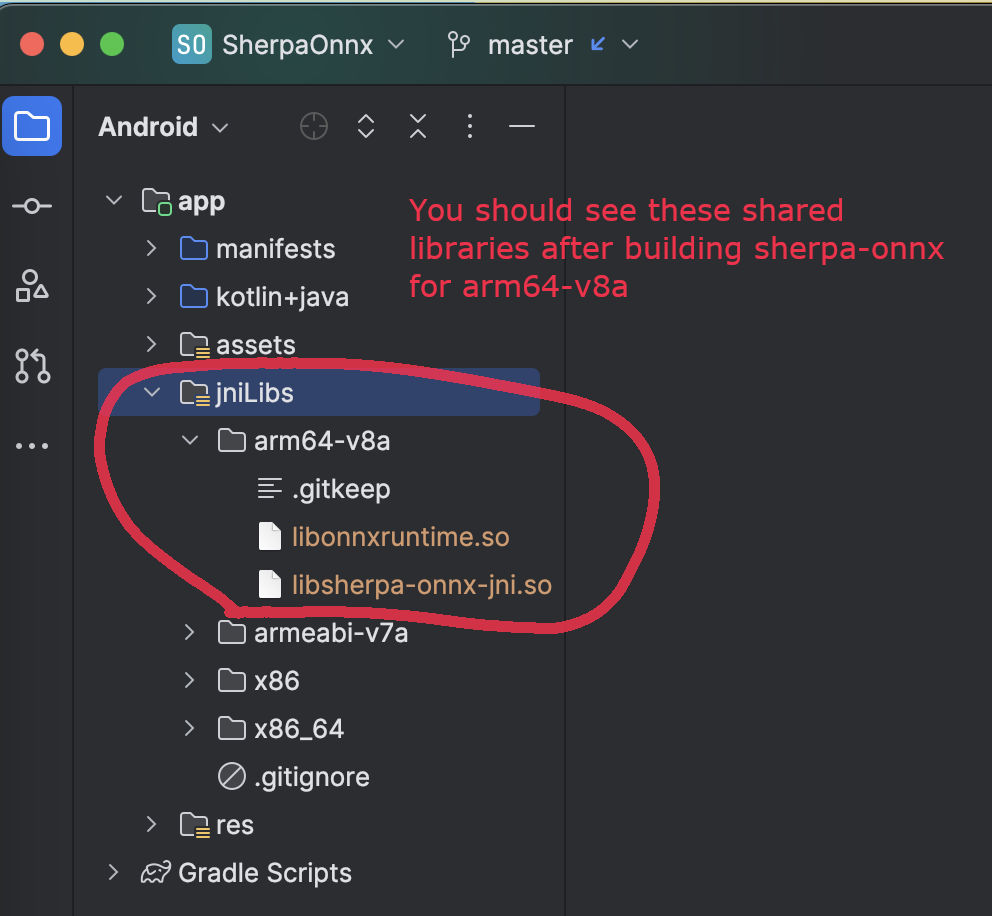 SO SherpaOnnx master
Android
app
You should see these shared
libraries after building sherpa-onnx
for arm64-v8a
manifests
kotlin+java
assets
jniLibs
arm64-v8a
.gitkeep
libonnxruntime.so
libsherpa-onnx-jni.so
armeabi-v7a
x86
x86_64
.gitignore
res
Gradle Scripts